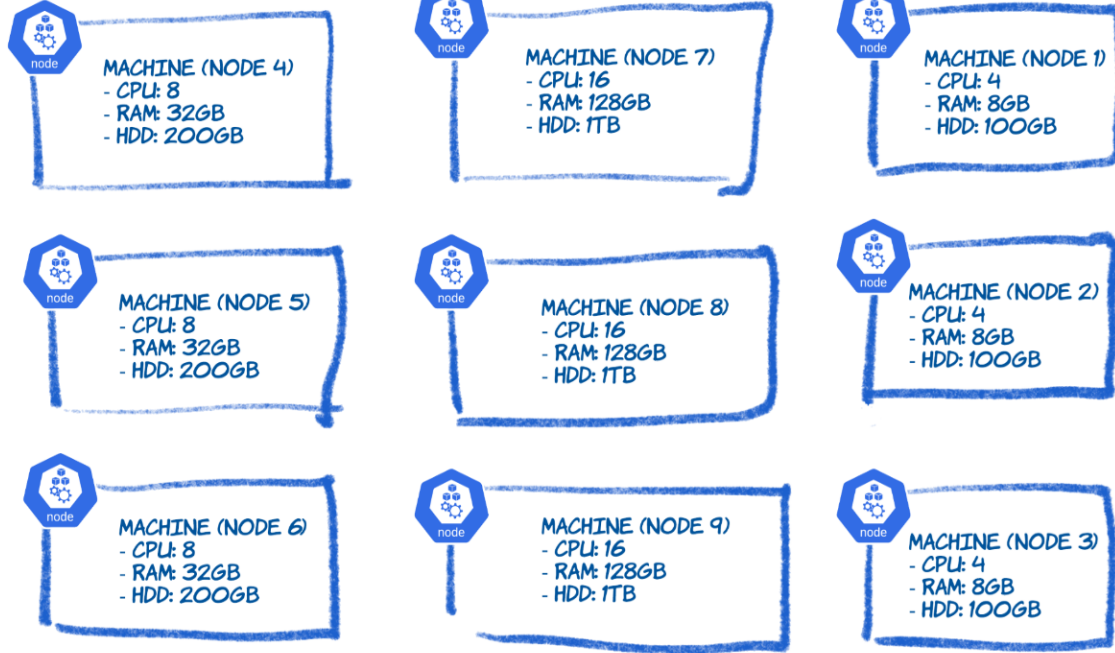 node
MACHINE (NODE 4)
- CPU: 8
- RAM: 32GB
- HDD: 200GB
node
MACHINE (NODE 7)
- CPU: 16
- RAM: 128GB
- HDD: 1TB
node
MACHINE (NODE 1)
- CPU: 4
- RAM: 8GB
- HDD: 100GB
node
MACHINE (NODE 5)
- CPU: 8
- RAM: 32GB
- HDD: 200GB
node
MACHINE (NODE 8)
- CPU: 16
- RAM: 128GB
- HDD: 1TB
node
MACHINE (NODE 2)
- CPU: 4
- RAM: 8GB
- HDD: 100GB
node
MACHINE (NODE 6)
- CPU: 8
- RAM: 32GB
- HDD: 200GB
node
MACHINE (NODE 9)
- CPU: 16
- RAM: 128GB
- HDD: 1TB
node
MACHINE (NODE 3)
- CPU: 4
- RAM: 8GB
- HDD: 100GB